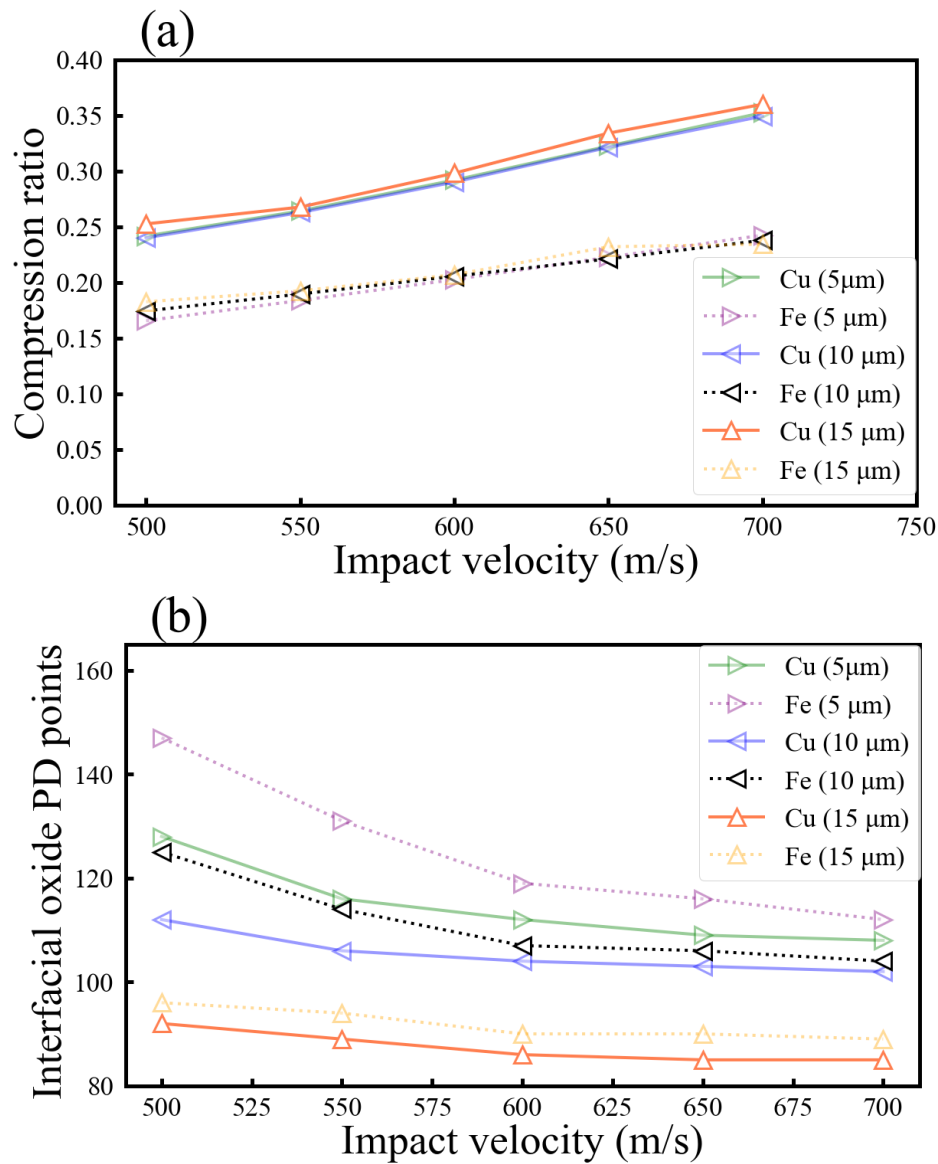 (a)
Compression ratio
0.40
0.35
0.30
0.25
0.20
0.15
0.10
0.05
0.00
Cu (5μm)
Fe (5 μm)
Cu (10 μm)
Fe (10 μm)
Cu (15 μm)
Fe (15 μm)
500 550 600 650 700 750
Impact velocity (m/s)
(b)
Interfacial oxide PD points
160
140
120
100
80
Cu (5μm)
Fe (5 μm)
Cu (10 μm)
Fe (10 μm)
Cu (15 μm)
Fe (15 μm)
500 525 550 575 600 625 650 675 700
Impact velocity (m/s)